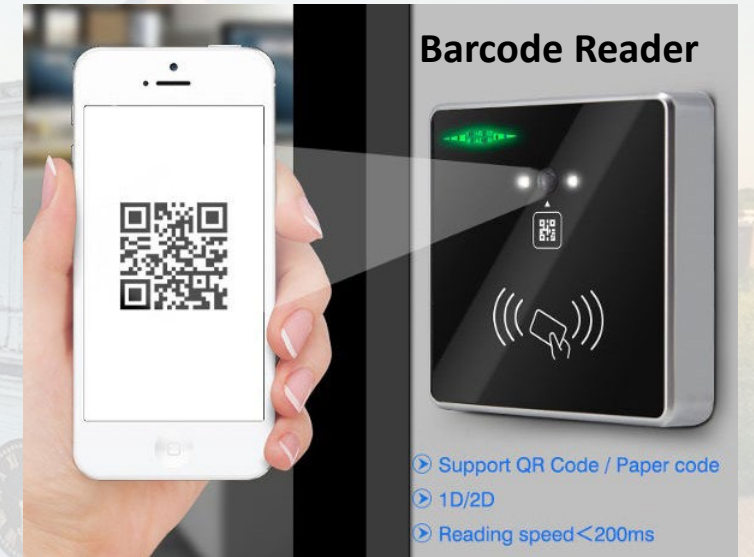 Barcode Reader
Support QR Code / Paper code
1D/2D
Reading speed＜200ms